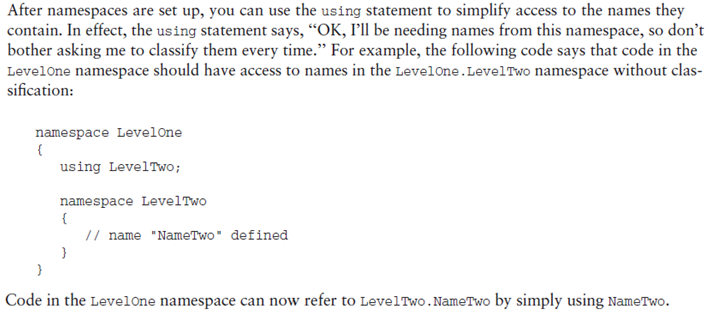 After namespaces are set up, you can use the using statement to simplify access to the names they
contain. In effect, the using statement says, “OK, I’ll be needing names from this namespace, so don’t
bother asking me to classify them every time.” For example, the following code says that code in the
LevelOne namespace should have access to names in the LevelOne.LevelTwo namespace without clas-
sification:
namespace LevelOne
{
using LevelTwo;
namespace LevelTwo
{
// name "NameTwo" defined
}
}
Code in the LevelOne namespace can now refer to LevelTwo.NameTwo by simply using NameTwo.